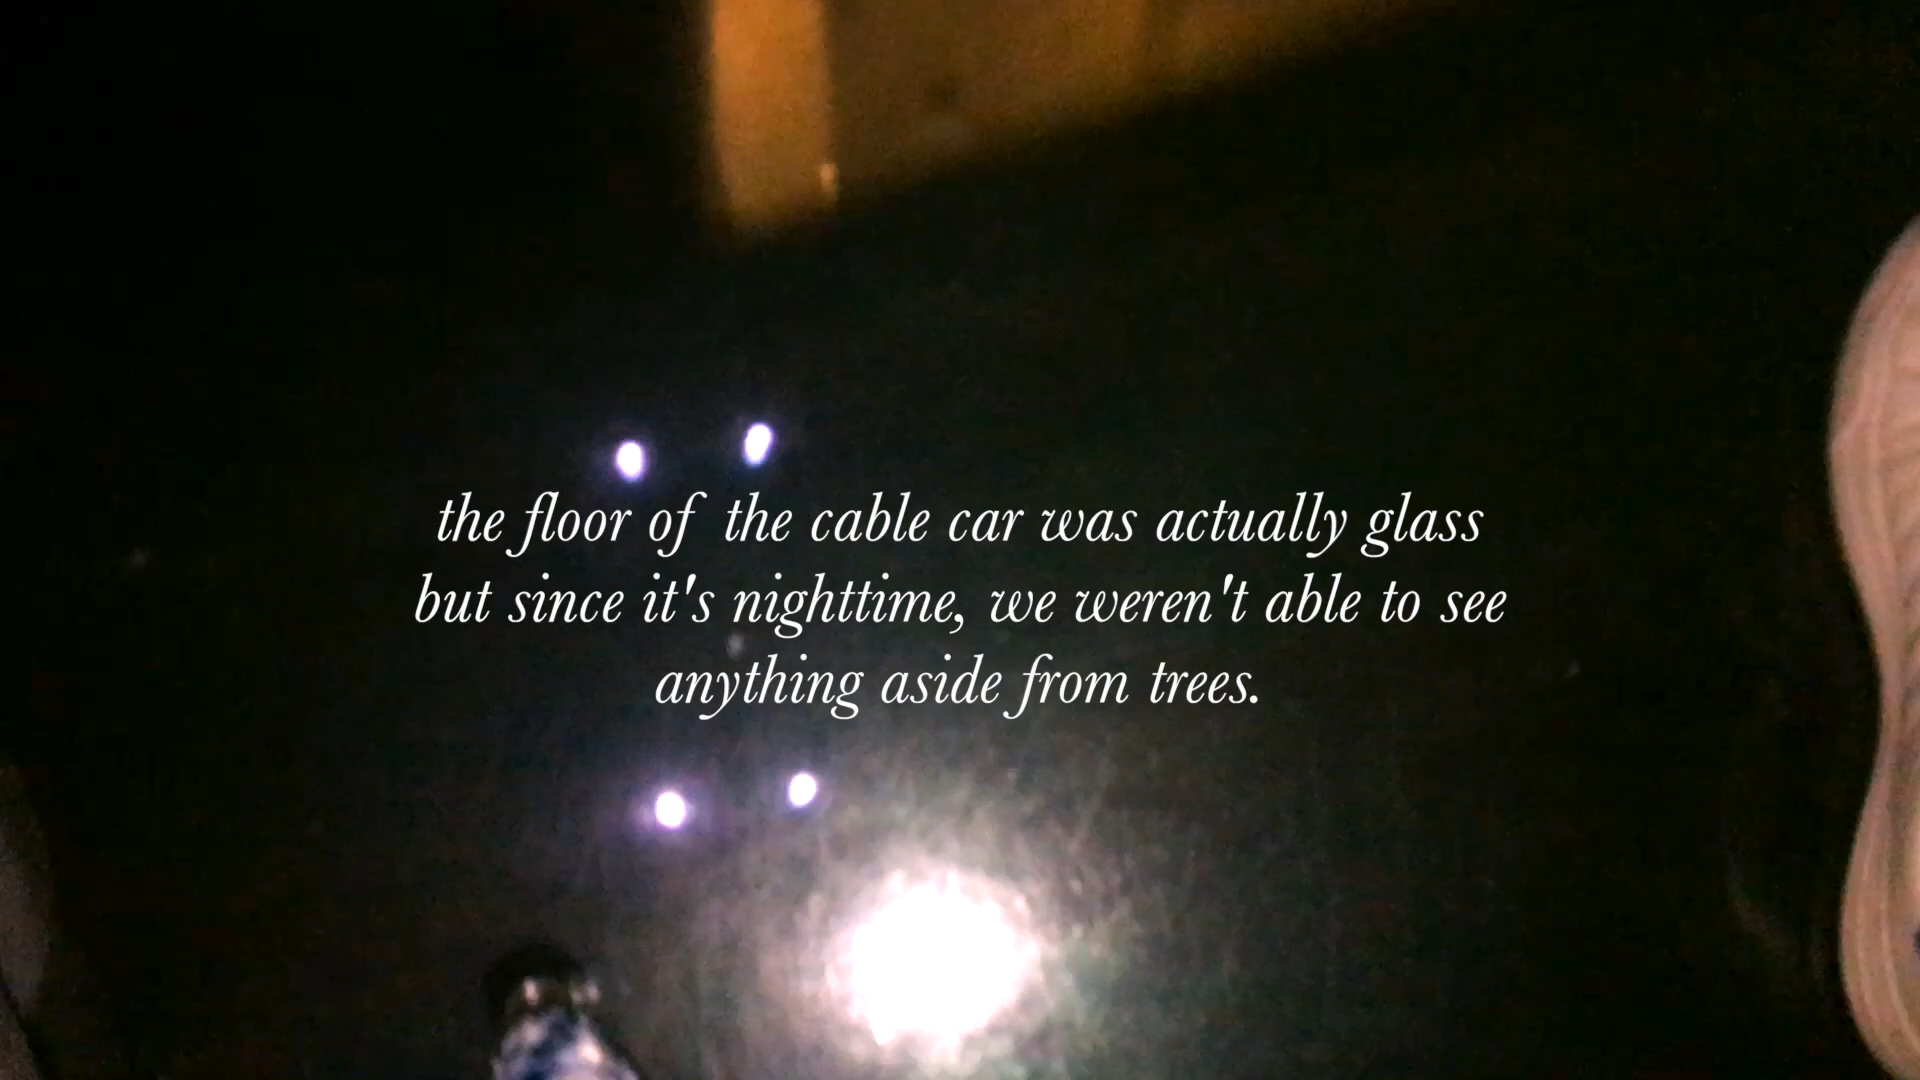 the floor of the cable car was actually glass
but since it's nighttime, we weren't able to see
anything aside from trees.